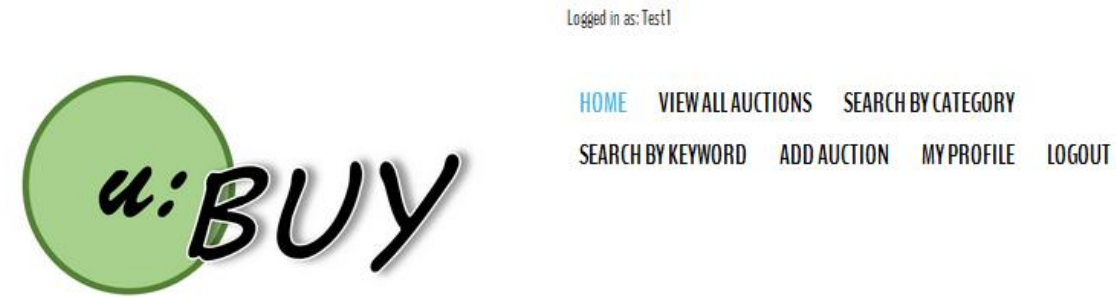 Logged in as: Test1
HOME VIEW ALL AUCTIONS SEARCH BY CATEGORY
SEARCH BY KEYWORD ADD AUCTION MY PROFILE LOGOUT
u:BUY